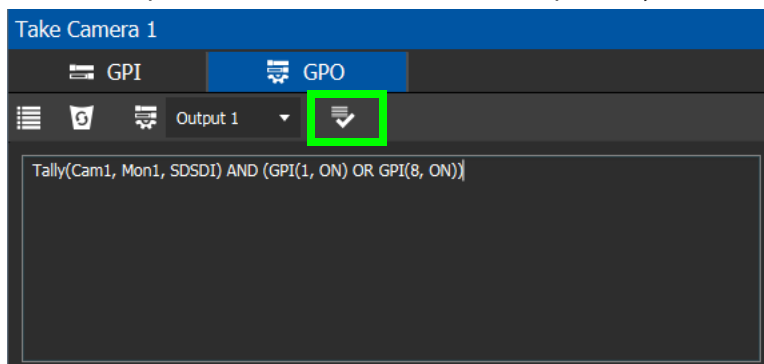 Take Camera 1
GPI
GPO
Output 1
Tally(Cam1, Mon1, SDSDI) AND (GPI(1, ON) OR GPI(8, ON))